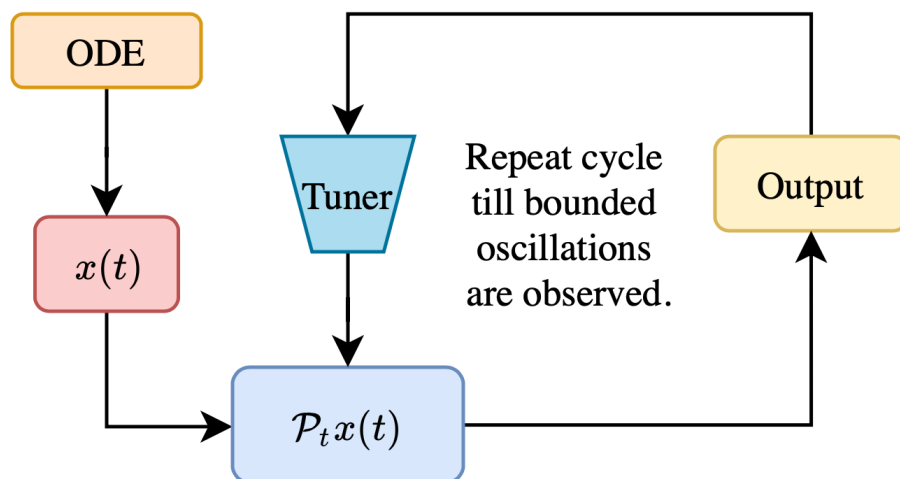 ODE
Tuner
Repeat cycle
till bounded
oscillations
are observed.
Output
x(t)
𝒫ₜx(t)